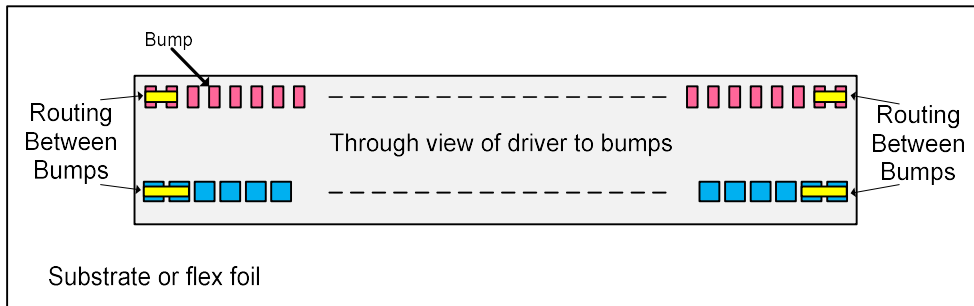 Bump
Routing
Between
Bumps
Through view of driver to bumps
Routing
Between
Bumps
Substrate or flex foil